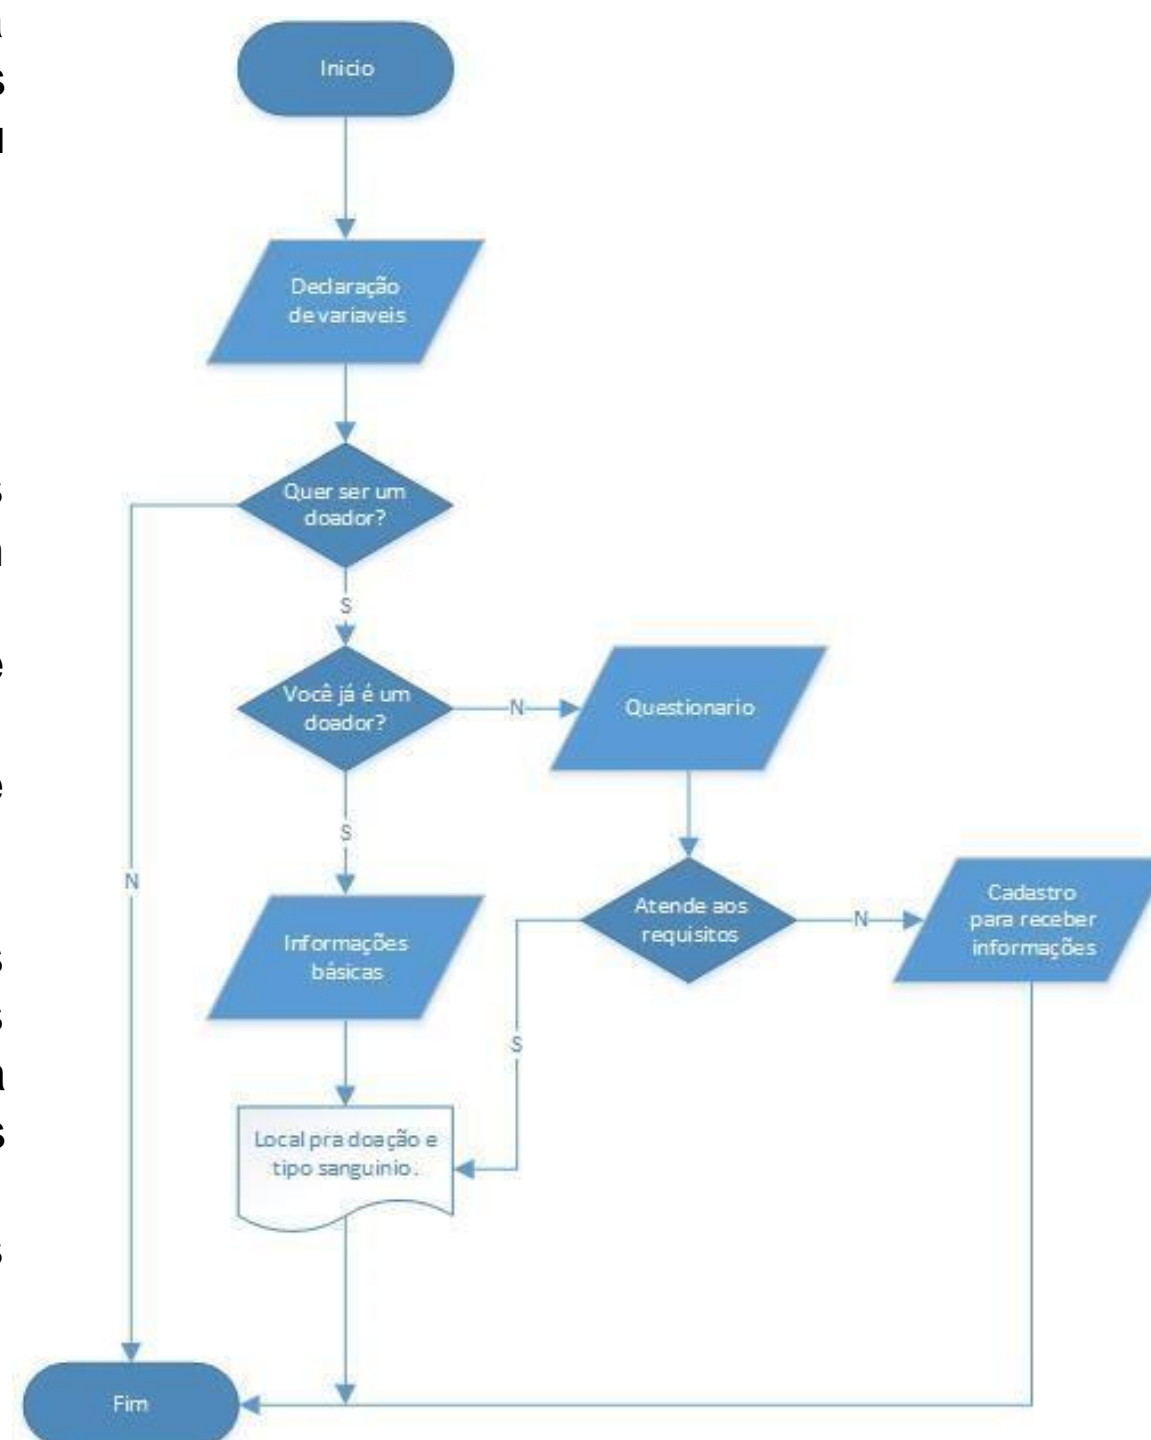 Inicio
Declaração
de variaveis
Quer ser um
doador?
S
Você já é um
doador?
N
Questionario
S
N
Informações
básicas
Atende aos
requisitos
N
Cadastro
para receber
informações
S
Local pra doação e
tipo sanguinio.
Fim